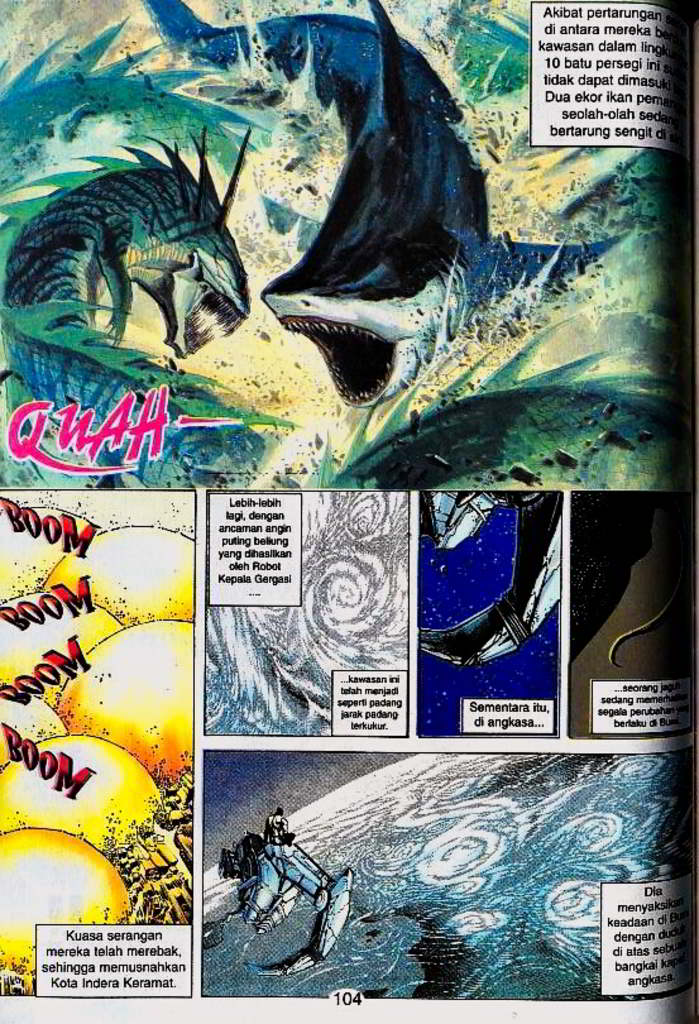 Akibat pertarungan
di antara mereka
kawasan dalam
10 batu persegi ini
tidak dapat dimasuki
Dua ekor ikan
seolah-olah
bertarung sengit di
QUAH—
BOOM
BOOM
BOOM
BOOM
Kuasa serangan
mereka telah merebak,
sehingga memusnahkan
Kota Indera Keramat.
Lebih-lebih
lagi, dengan
ancaman angin
puting beliung
yang dihasilkan
oleh Robot
Kepala Gergasi
....
...kawasan ini
telah menjadi
seperti padang
jarak padang
terkukur.
Sementara itu,
di angkasa...
...seorang
sedang
segala perubahan
berlaku di Bumi.
Dia
menyaksikan
keadaan di Bumi
dengan duduk
di atas sebuah
bangkai kapal
angkasa.
104